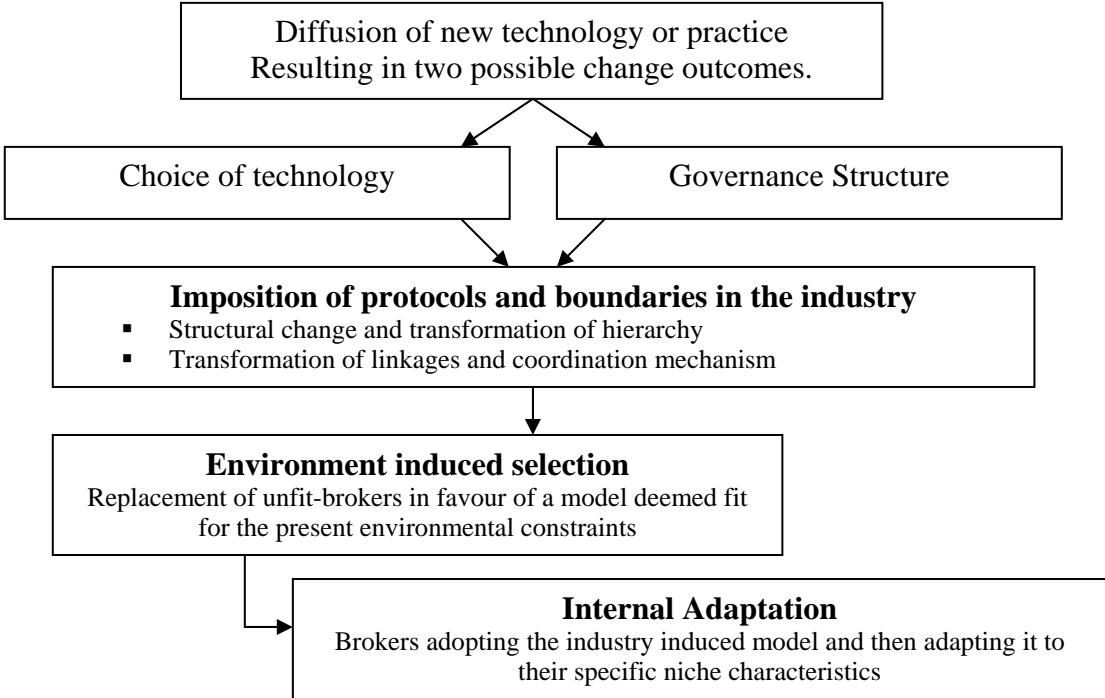 Diffusion of new technology or practice
Resulting in two possible change outcomes.
Choice of technology
Governance Structure
Imposition of protocols and boundaries in the industry
▪ Structural change and transformation of hierarchy
▪ Transformation of linkages and coordination mechanism
Environment induced selection
Replacement of unfit-brokers in favour of a model deemed fit
for the present environmental constraints
Internal Adaptation
Brokers adopting the industry induced model and then adapting it to
their specific niche characteristics